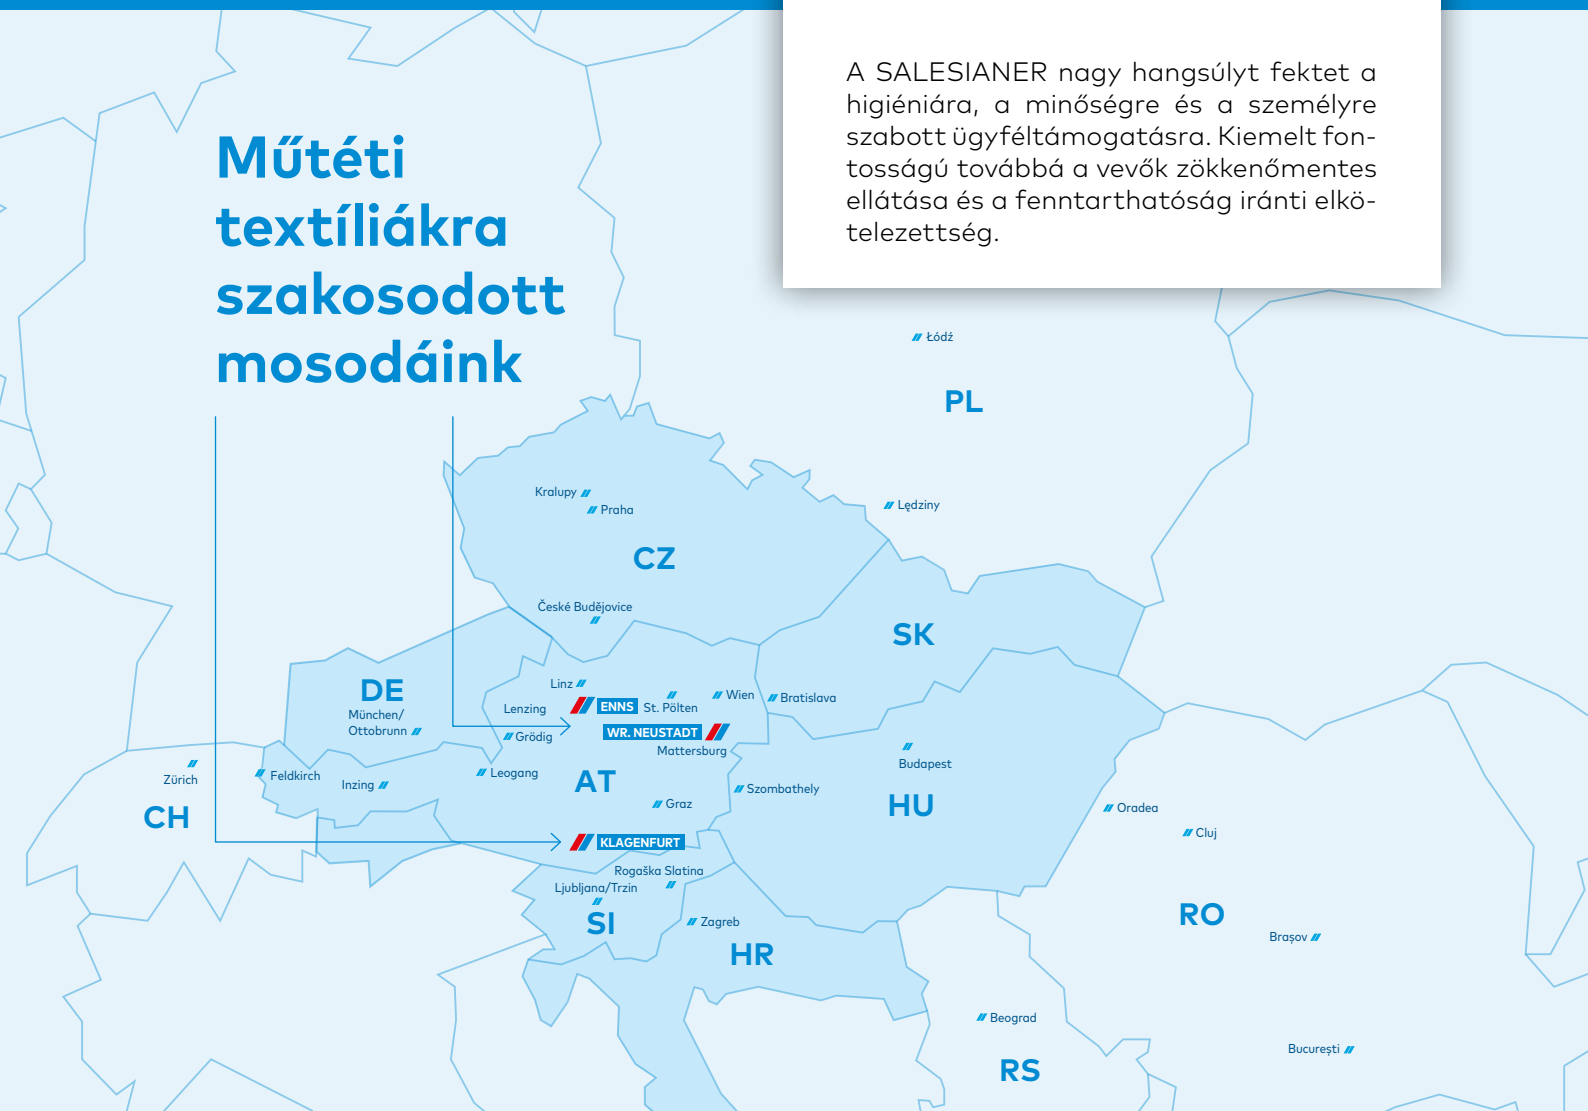 A SALESIANER nagy hangsúlyt fektet a
higiéniára, a minőségre és a személyre
szabott ügyféltámogatásra. Kiemelt fon-
tosságú továbbá a vevők zökkenőmentes
ellátása és a fenntarthatóság iránti elkö-
telezettség.
Műtéti
textíliákra
szakosodott
mosodáink
Łódź
PL
Kralupy
Praha
Lędziny
CZ
České Budějovice
SK
DE
München/
Ottobrunn
Linz
Lenzing
ENNS
St. Pölten
Wien
Bratislava
WR. NEUSTADT
Grödig
Mattersburg
Budapest
Zürich
Feldkirch
Inzing
Leogang
AT
Szombathely
Graz
HU
Oradea
CH
Cluj
KLAGENFURT
Rogaška Slatina
Ljubljana/Trzin
SI
Zagreb
HR
RO
Brașov
Beograd
RS
București